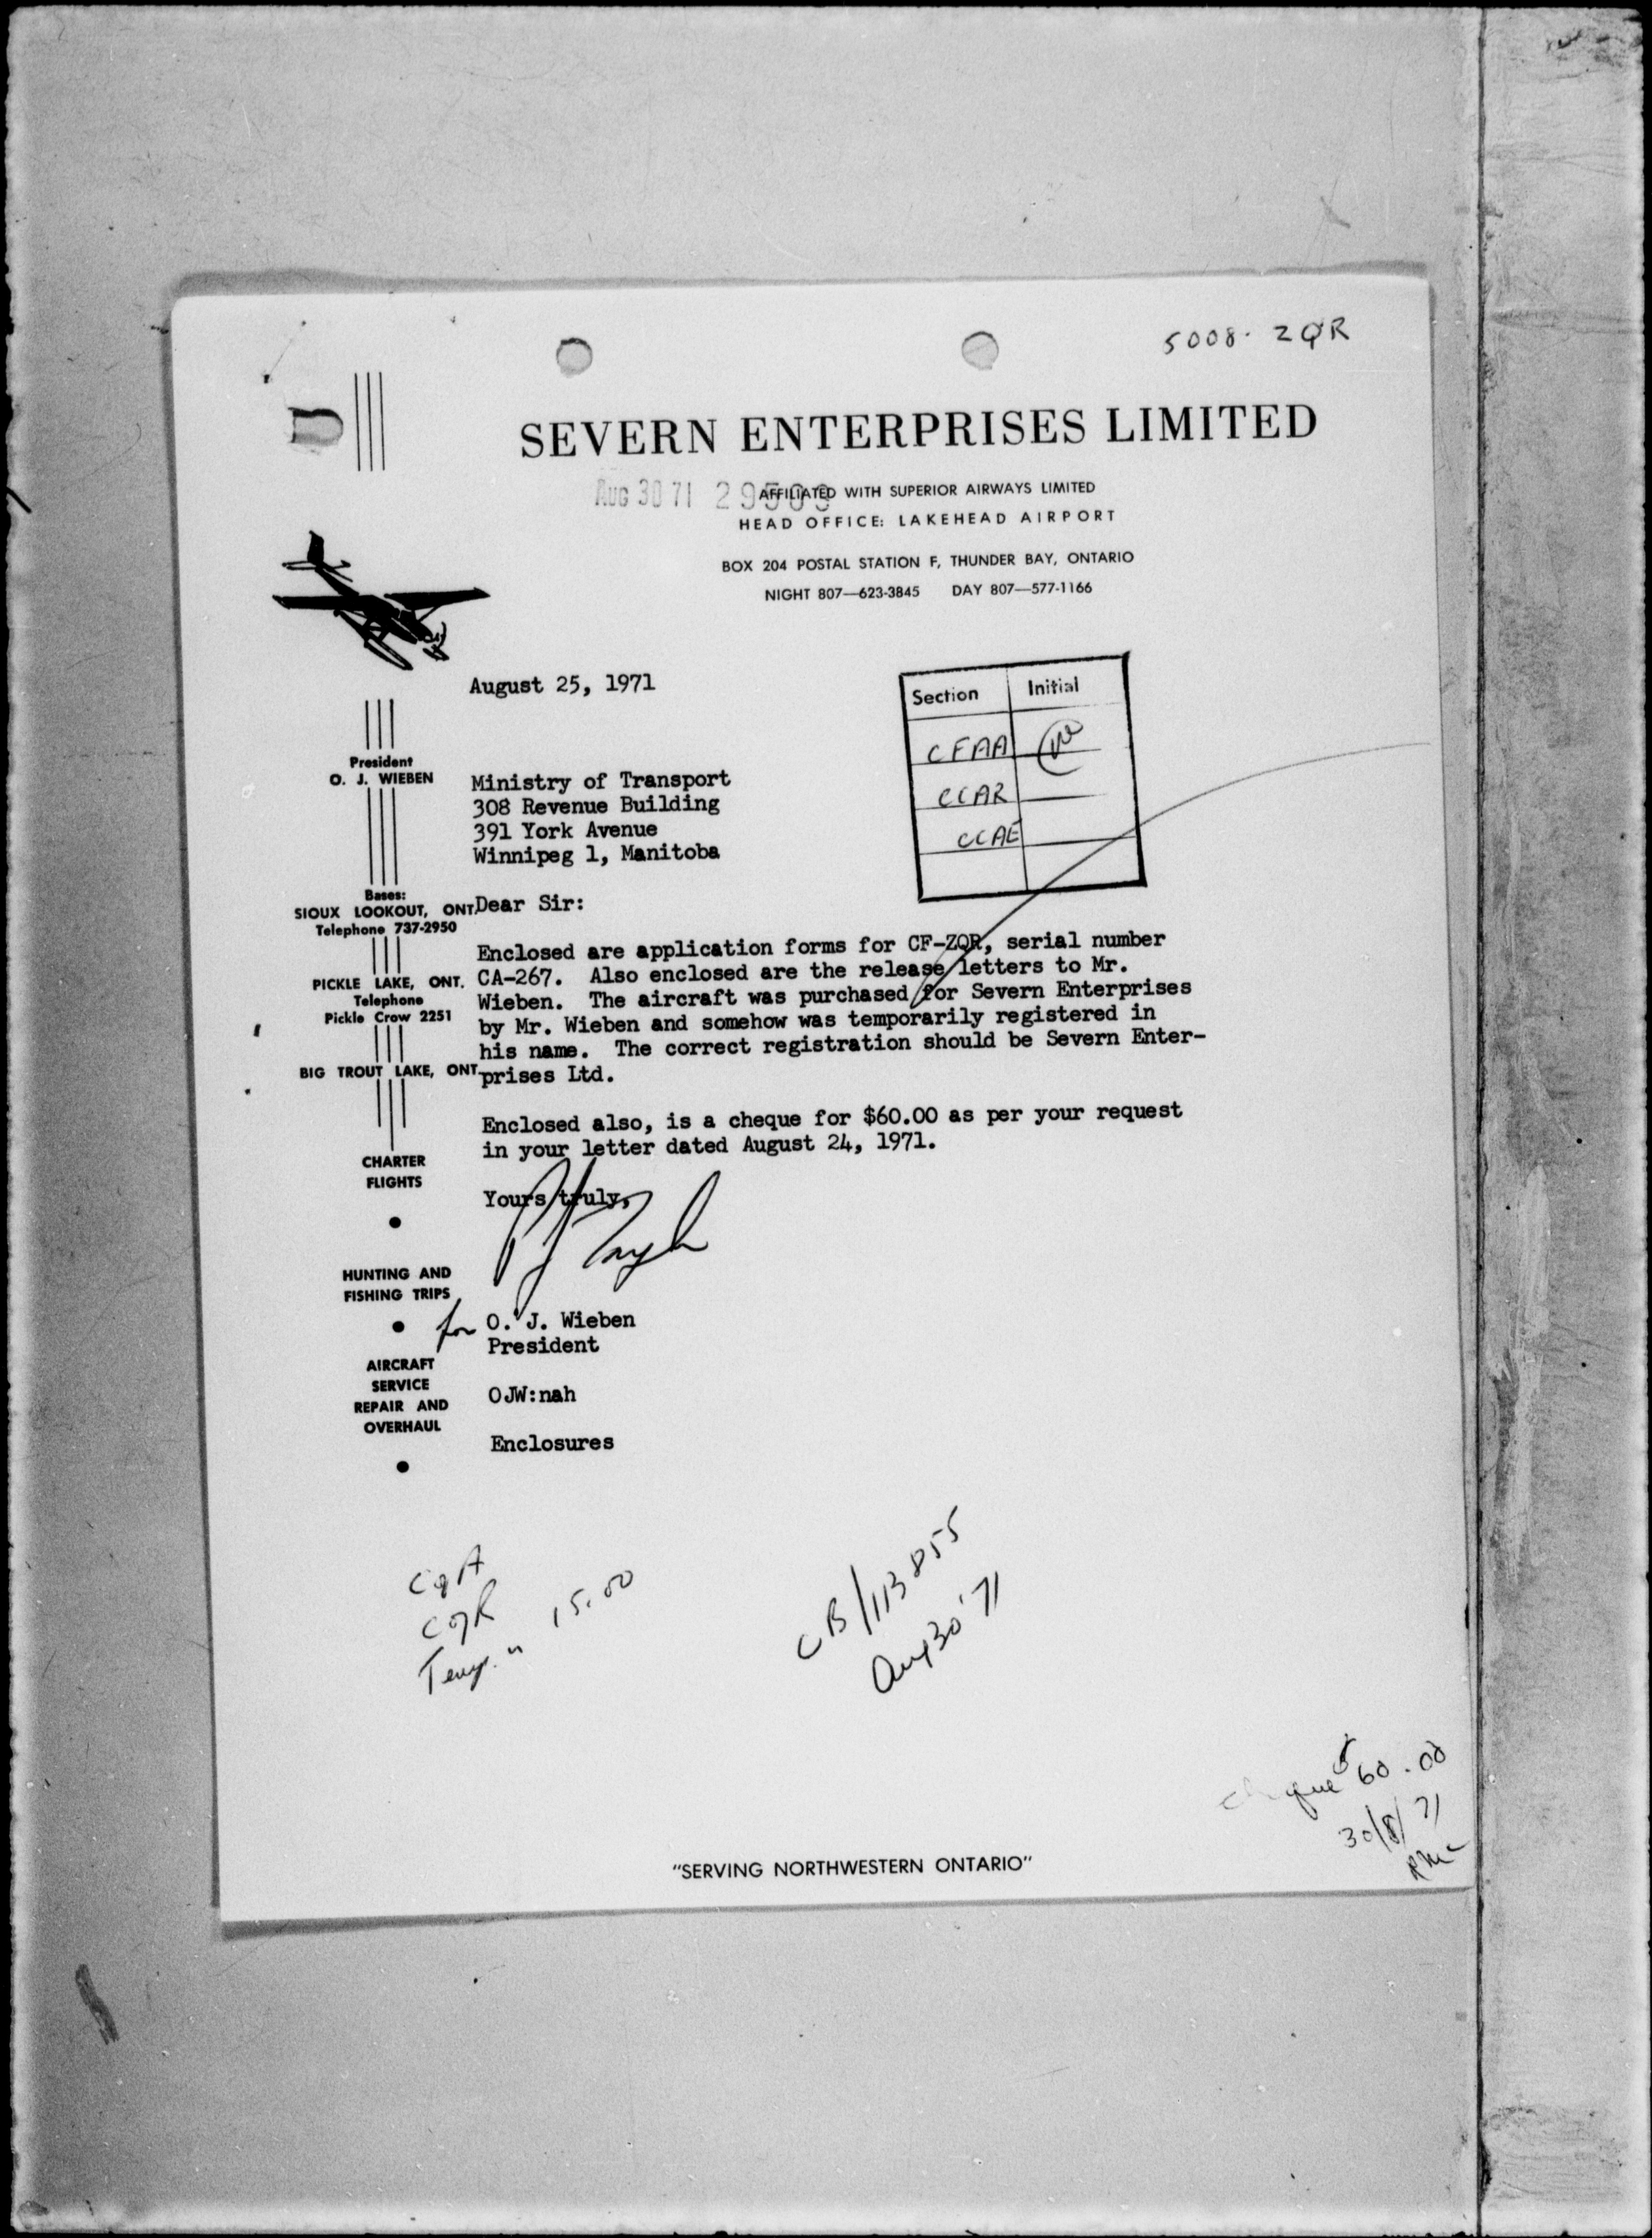 5008-ZQR
SEVERN ENTERPRISES LIMITED
AUG 30 71
AFFILIATED WITH SUPERIOR AIRWAYS LIMITED
HEAD OFFICE: LAKEHEAD AIRPORT
BOX 204 POSTAL STATION F, THUNDER BAY, ONTARIO
NIGHT 807—623-3845 DAY 807—577-1166
August 25, 1971
Section Initial
CFAA
CCAR
CCAE
President
O. J. WIEBEN
Bases:
SIOUX LOOKOUT, ONT.
Telephone 737-2950
PICKLE LAKE, ONT.
Telephone
Pickle Crow 2251
BIG TROUT LAKE, ONT.
CHARTER
FLIGHTS
HUNTING AND
FISHING TRIPS
AIRCRAFT
SERVICE
REPAIR AND
OVERHAUL
Ministry of Transport
308 Revenue Building
391 York Avenue
Winnipeg 1, Manitoba
Dear Sir:
Enclosed are application forms for CF-ZQR, serial number
CA-267. Also enclosed are the release letters to Mr.
Wieben. The aircraft was purchased for Severn Enterprises
by Mr. Wieben and somehow was temporarily registered in
his name. The correct registration should be Severn Enter-
prises Ltd.
Enclosed also, is a cheque for $60.00 as per your request
in your letter dated August 24, 1971.
Yours truly,
for O. J. Wieben
President
OJW:nah
Enclosures
CofA
CofR
Temp. " 15.00
CB/113855
Aug 30 '71
cheque $60.00
30/8/71
"SERVING NORTHWESTERN ONTARIO"